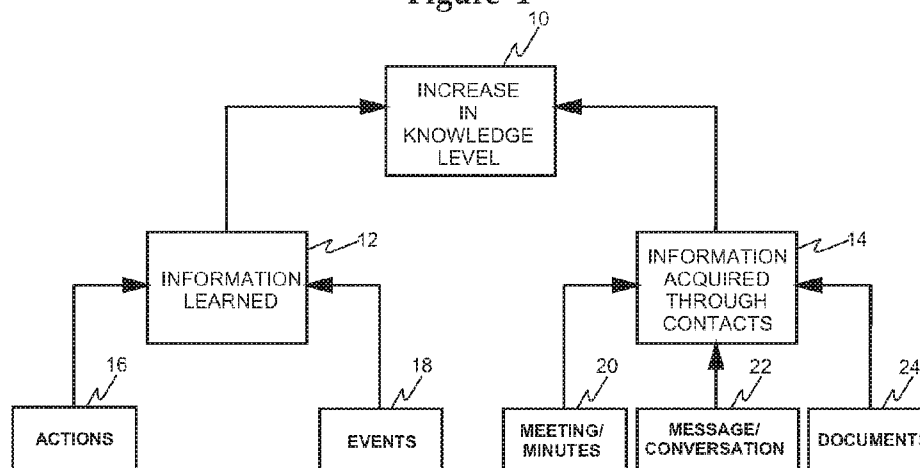 Figure 1
10
INCREASE
IN
KNOWLEDGE
LEVEL
12
14
INFORMATION
LEARNED
INFORMATION
ACQUIRED
THROUGH
CONTACTS
16
18
20
22
24
ACTIONS
EVENTS
MEETING/
MINUTES
MESSAGE/
CONVERSATION
DOCUMENTS